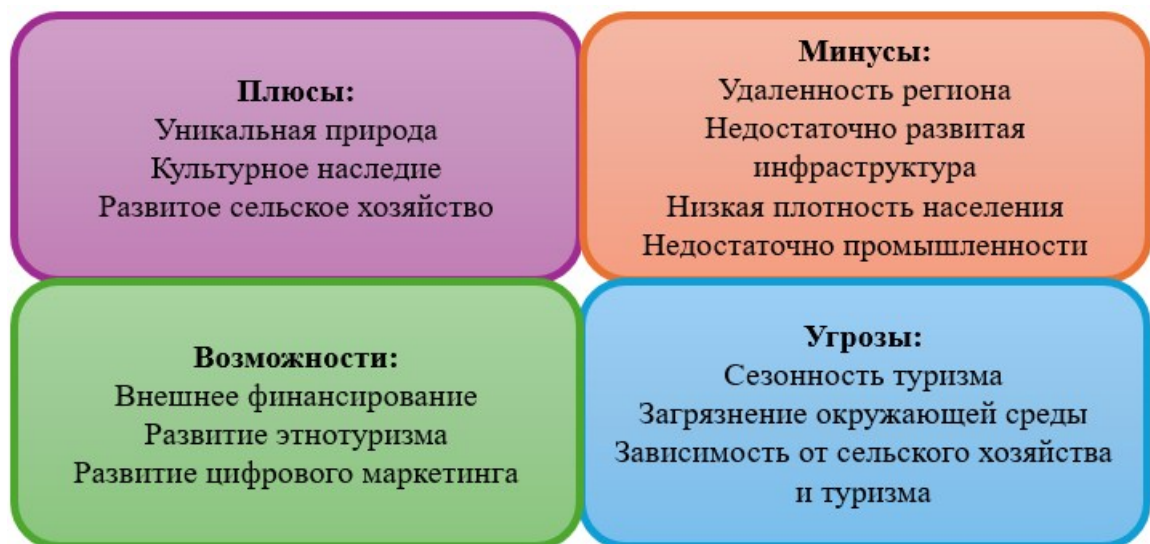 Плюсы:
Уникальная природа
Культурное наследие
Развитое сельское хозяйство
Минусы:
Удаленность региона
Недостаточно развитая
инфраструктура
Низкая плотность населения
Недостаточно промышленности
Возможности:
Внешнее финансирование
Развитие этнотуризма
Развитие цифрового маркетинга
Угрозы:
Сезонность туризма
Загрязнение окружающей среды
Зависимость от сельского хозяйства
и туризма